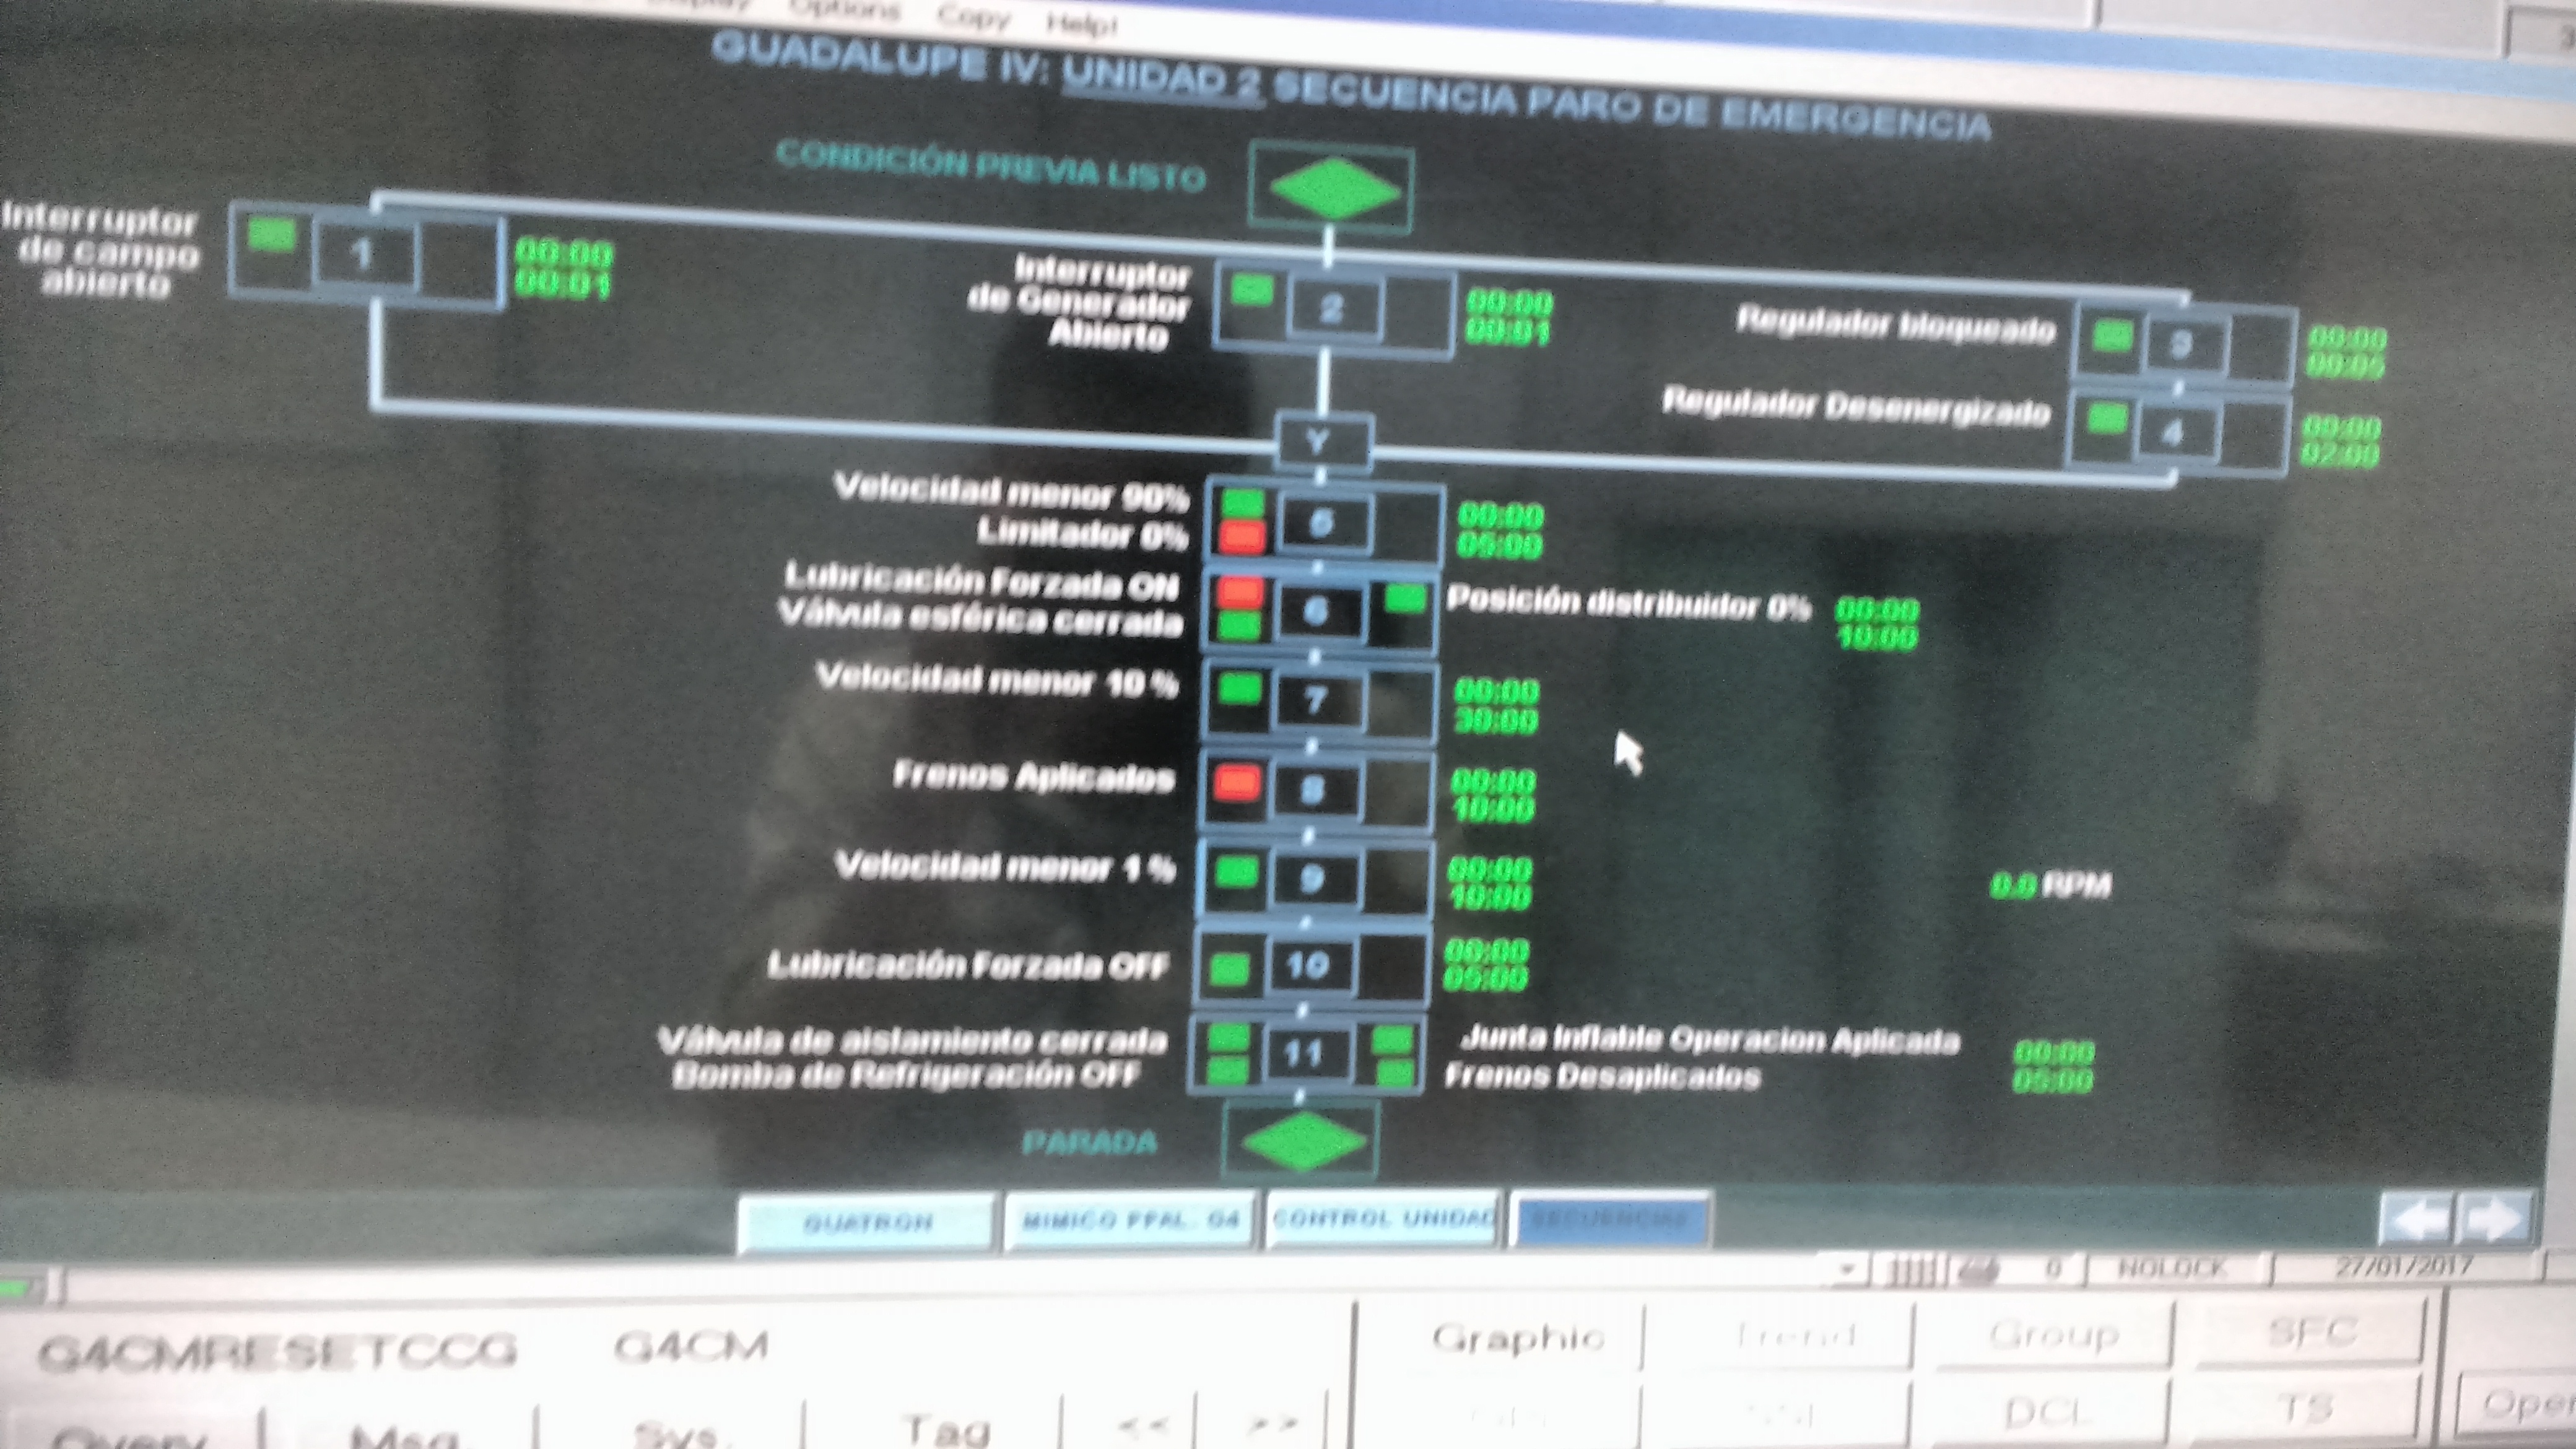 Display Options Copy Help!
GUADALUPE IV: UNIDAD 2 SECUENCIA PARO DE EMERGENCIA
CONDICIÓN PREVIA LISTO
Interruptor
de campo
abierto
1
00:00
00:01
Interruptor
de Generador
Abierto
2
00:00
00:01
Regulador bloqueado
3
00:00
00:05
Regulador Desenergizado
4
00:00
02:00
Y
Velocidad menor 90%
Limitador 0%
5
00:00
05:00
Lubricación Forzada ON
Válvula esférica cerrada
6
Posición distribuidor 0%
00:00
10:00
Velocidad menor 10 %
7
00:00
30:00
Frenos Aplicados
8
00:00
10:00
Velocidad menor 1 %
9
00:00
10:00
0.0 RPM
Lubricación Forzada OFF
10
00:00
05:00
Válvula de aislamiento cerrada
Bomba de Refrigeración OFF
11
Junta Inflable Operacion Aplicada
Frenos Desaplicados
00:00
05:00
PARADA
MIMICO PPAL. G4 CONTROL UNIDAD SECUENCIAS
0 NOLOCK 27/01/2017
G4CMRESETCCG G4CM
Graphic Trend Group SFC
Msg. Sys. Tag << >> DCL TS